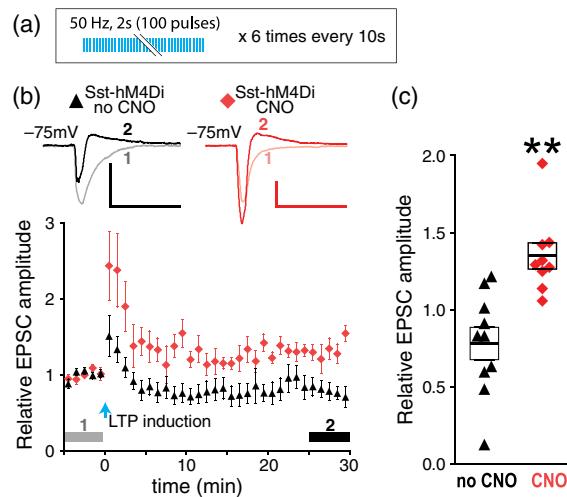 (a)
50 Hz, 2s (100 pulses)
x 6 times every 10s
(b)
Sst-hM4Di
no CNO
Sst-hM4Di
CNO
−75mV
2
1
−75mV
2
1
Relative EPSC amplitude
3
2
1
0
1
LTP induction
2
0
10
20
30
time (min)
(c)
**
Relative EPSC amplitude
2.0
1.5
1.0
0.5
0.0
no CNO
CNO